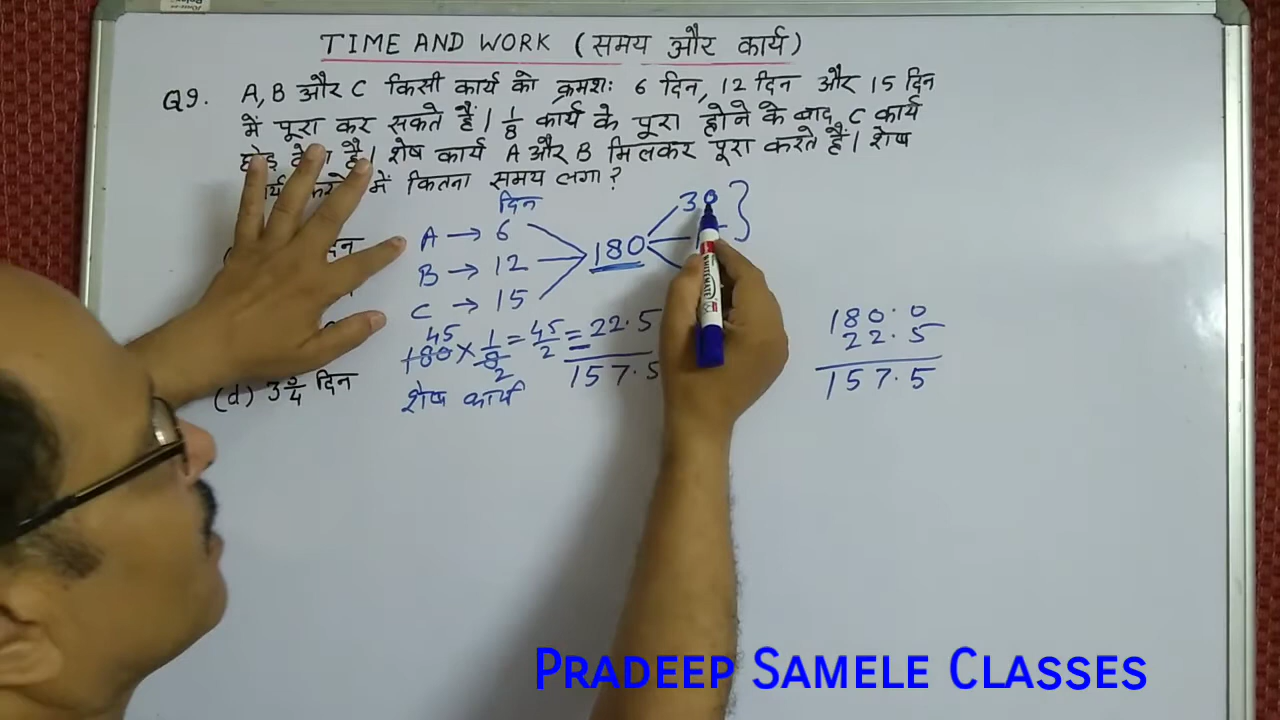 TIME AND WORK (समय और कार्य)
Q9. A, B और C किसी कार्य को क्रमशः 6 दिन, 12 दिन और 15 दिन
में पूरा कर सकते हैं। 1/8 कार्य के पूरा होने के बाद C कार्य
है। शेष कार्य A और B मिलकर पूरा करते हैं। शेष
में कितना समय लगा?
दिन
A → 6
B → 12
C → 15
180
30
दिन
(d) 3 दिन
180 × 1/8 = 45/2 = 22.5
45
2
157.5
शेष कार्य
180.0
22.5
157.5
PRADEEP SAMELE CLASSES